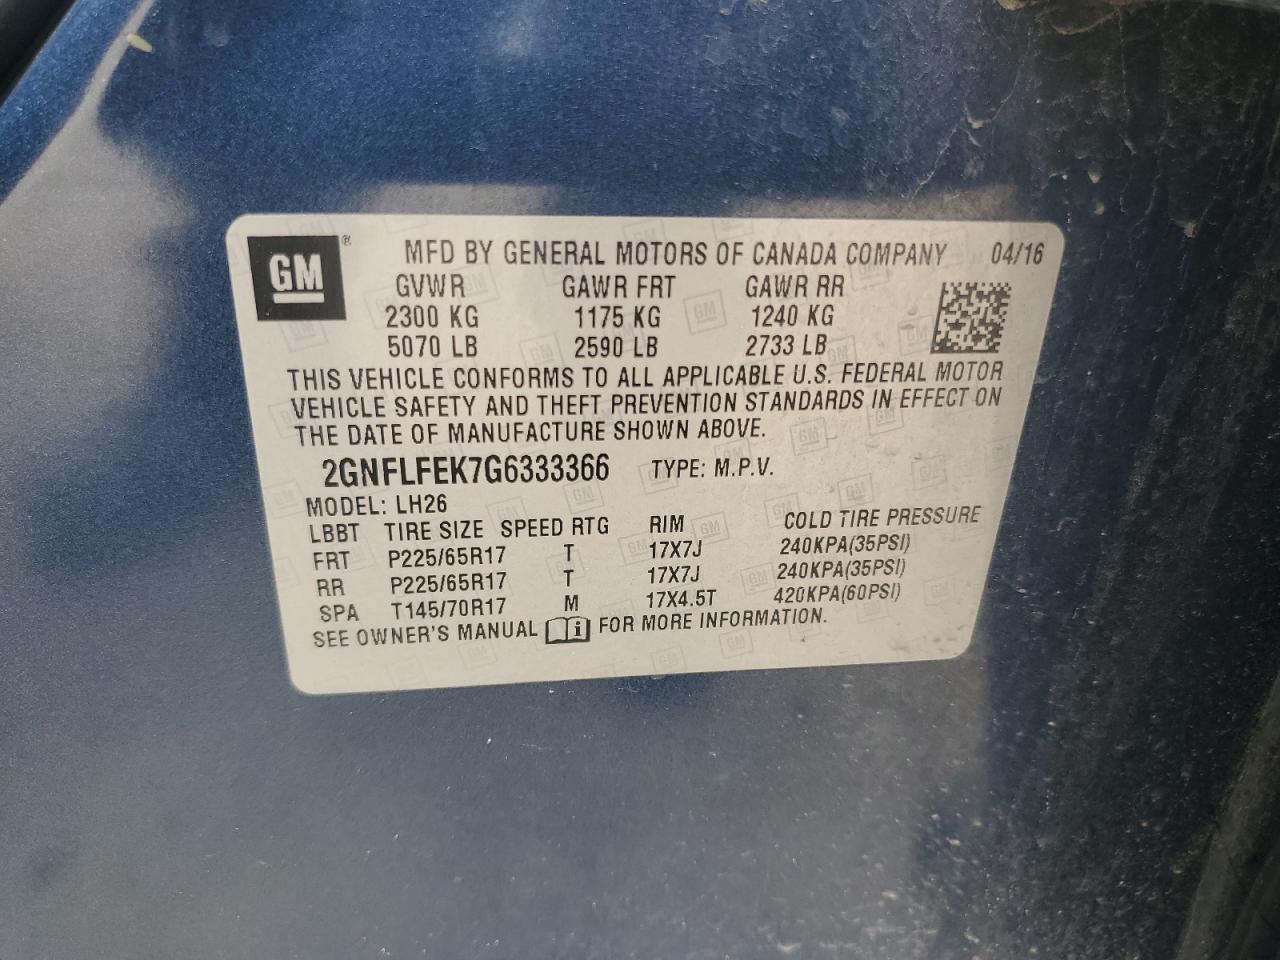 GM ® MFD BY GENERAL MOTORS OF CANADA COMPANY 04/16
GVWR GAWR FRT GAWR RR
2300 KG 1175 KG 1240 KG
5070 LB 2590 LB 2733 LB
THIS VEHICLE CONFORMS TO ALL APPLICABLE U.S. FEDERAL MOTOR
VEHICLE SAFETY AND THEFT PREVENTION STANDARDS IN EFFECT ON
THE DATE OF MANUFACTURE SHOWN ABOVE.
2GNFLFEK7G6333366 TYPE: M.P.V.
MODEL: LH26
LBBT TIRE SIZE SPEED RTG RIM COLD TIRE PRESSURE
FRT P225/65R17 T 17X7J 240KPA(35PSI)
RR P225/65R17 T 17X7J 240KPA(35PSI)
SPA T145/70R17 M 17X4.5T 420KPA(60PSI)
SEE OWNER'S MANUAL i FOR MORE INFORMATION.